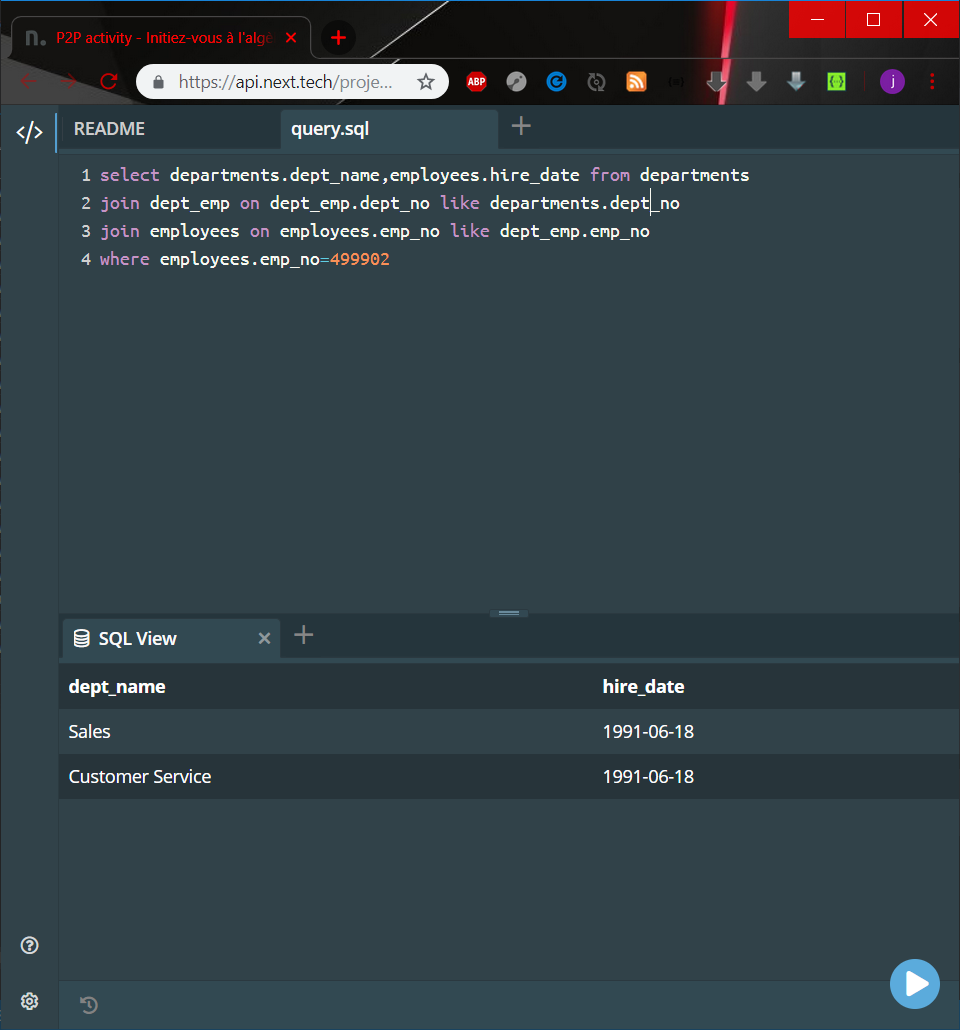 n.
P2P activity - Initiez-vous à l'algè
https://api.next.tech/proje...
ABP
j
</>
README
query.sql
1 select departments.dept_name,employees.hire_date from departments
2 join dept_emp on dept_emp.dept_no like departments.dept_no
3 join employees on employees.emp_no like dept_emp.emp_no
4 where employees.emp_no=499902
SQL View
dept_name hire_date
Sales 1991-06-18
Customer Service 1991-06-18